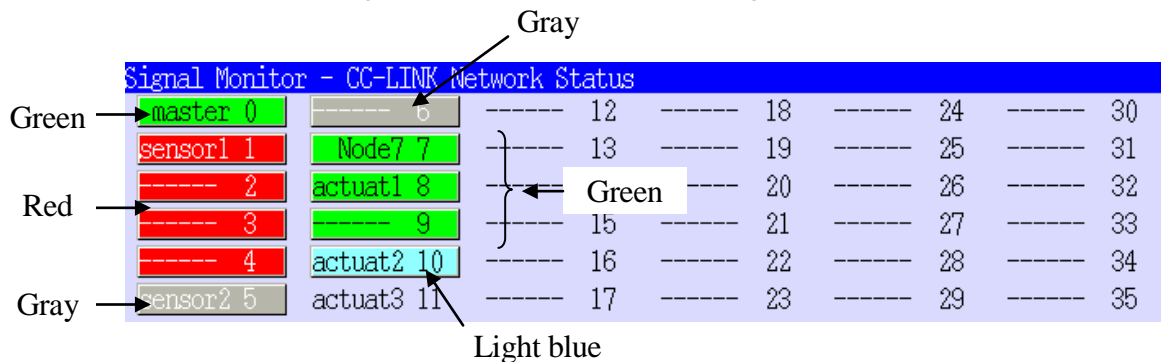 Gray
Signal Monitor - CC-LINK Network Status
Green master 0 ------ 6 ------ 12 ------ 18 ------ 24 ------ 30
sensor1 1 Node7 7 ------ 13 ------ 19 ------ 25 ------ 31
Red ------ 2 actuat1 8 ------ Green ------ 20 ------ 26 ------ 32
------ 3 ------ 9 ------ 15 ------ 21 ------ 27 ------ 33
------ 4 actuat2 10 ------ 16 ------ 22 ------ 28 ------ 34
Gray sensor2 5 actuat3 11 ------ 17 ------ 23 ------ 29 ------ 35
Light blue